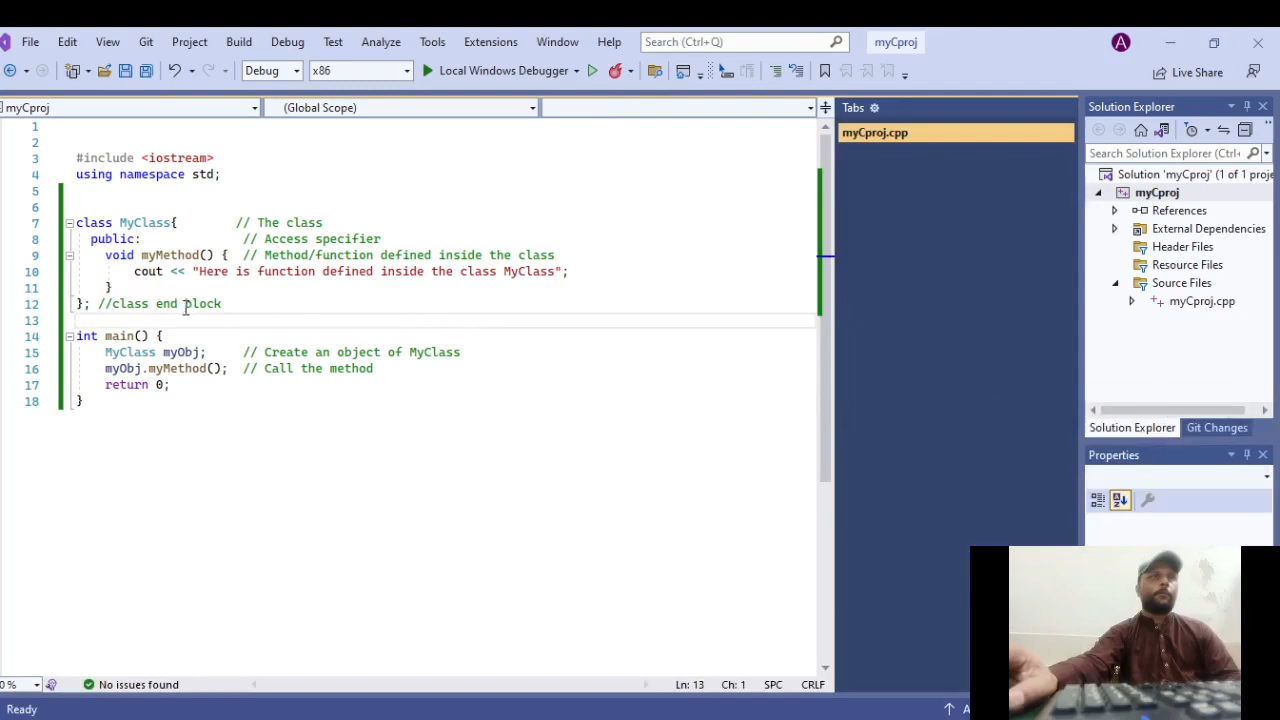 File Edit View Git Project Build Debug Test Analyze Tools Extensions Window Help Search (Ctrl+Q) myCproj A
Debug x86 Local Windows Debugger Live Share
myCproj (Global Scope)
1
2
3 #include <iostream>
4 using namespace std;
5
6
7 class MyClass{ // The class
8 public: // Access specifier
9 void myMethod() { // Method/function defined inside the class
10 cout << "Here is function defined inside the class MyClass";
11 }
12 }; //class end block
13
14 int main() {
15 MyClass myObj; // Create an object of MyClass
16 myObj.myMethod(); // Call the method
17 return 0;
18 }
0 % No issues found Ln: 13 Ch: 1 SPC CRLF
Ready A
Tabs
myCproj.cpp
Solution Explorer
Search Solution Explorer (Ctrl+
Solution 'myCproj' (1 of 1 proje
myCproj
References
External Dependencies
Header Files
Resource Files
Source Files
myCproj.cpp
Solution Explorer Git Changes
Properties